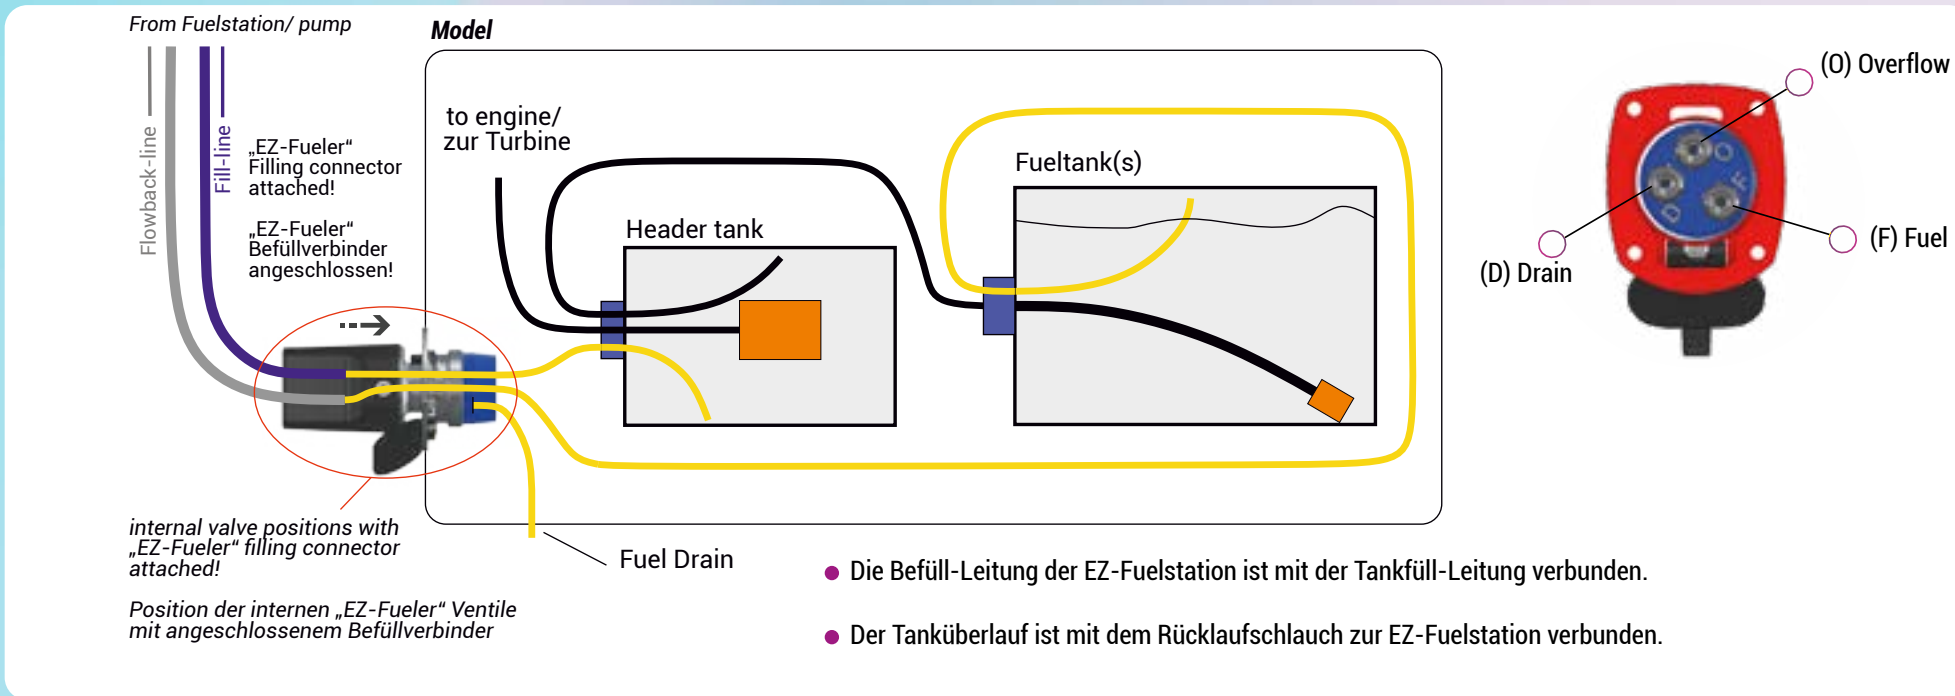 From Fuelstation/ pump
Model
Flowback-line
Fill-line
„EZ-Fueler“
Filling connector
attached!
„EZ-Fueler“
Befüllverbinder
angeschlossen!
to engine/
zur Turbine
Header tank
Fueltank(s)
(O) Overflow
(F) Fuel
(D) Drain
O
F
D
internal valve positions with
„EZ-Fueler“ filling connector
attached!
Position der internen „EZ-Fueler“ Ventile
mit angeschlossenem Befüllverbinder
Fuel Drain
Die Befüll-Leitung der EZ-Fuelstation ist mit der Tankfüll-Leitung verbunden.
Der Tanküberlauf ist mit dem Rücklaufschlauch zur EZ-Fuelstation verbunden.